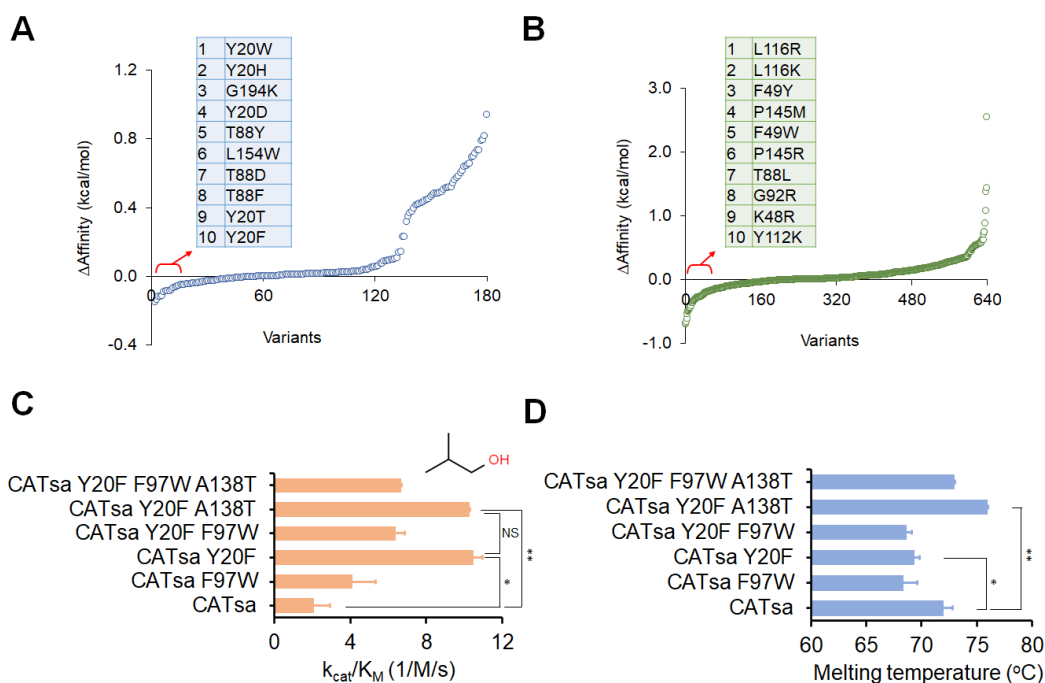 A
1 Y20W
2 Y20H
3 G194K
4 Y20D
5 T88Y
6 L154W
7 T88D
8 T88F
9 Y20T
10 Y20F
ΔAffinity (kcal/mol)
1.2
0.8
0.4
0.0
-0.4
0 60 120 180
Variants
B
1 L116R
2 L116K
3 F49Y
4 P145M
5 F49W
6 P145R
7 T88L
8 G92R
9 K48R
10 Y112K
ΔAffinity (kcal/mol)
3.0
2.0
1.0
0.0
-1.0
0 160 320 480 640
Variants
C
OH
CATsa Y20F F97W A138T
CATsa Y20F A138T
CATsa Y20F F97W
CATsa Y20F
CATsa F97W
CATsa
NS
**
*
0 4 8 12
kcat/KM (1/M/s)
D
CATsa Y20F F97W A138T
CATsa Y20F A138T
CATsa Y20F F97W
CATsa Y20F
CATsa F97W
CATsa
**
*
60 65 70 75 80
Melting temperature (oC)